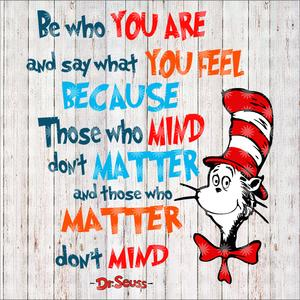 Be who YOU ARE
and say what YOU FEEL
BECAUSE
Those who MIND
don't MATTER
and those who
MATTER
don't MIND
-Dr.Seuss-